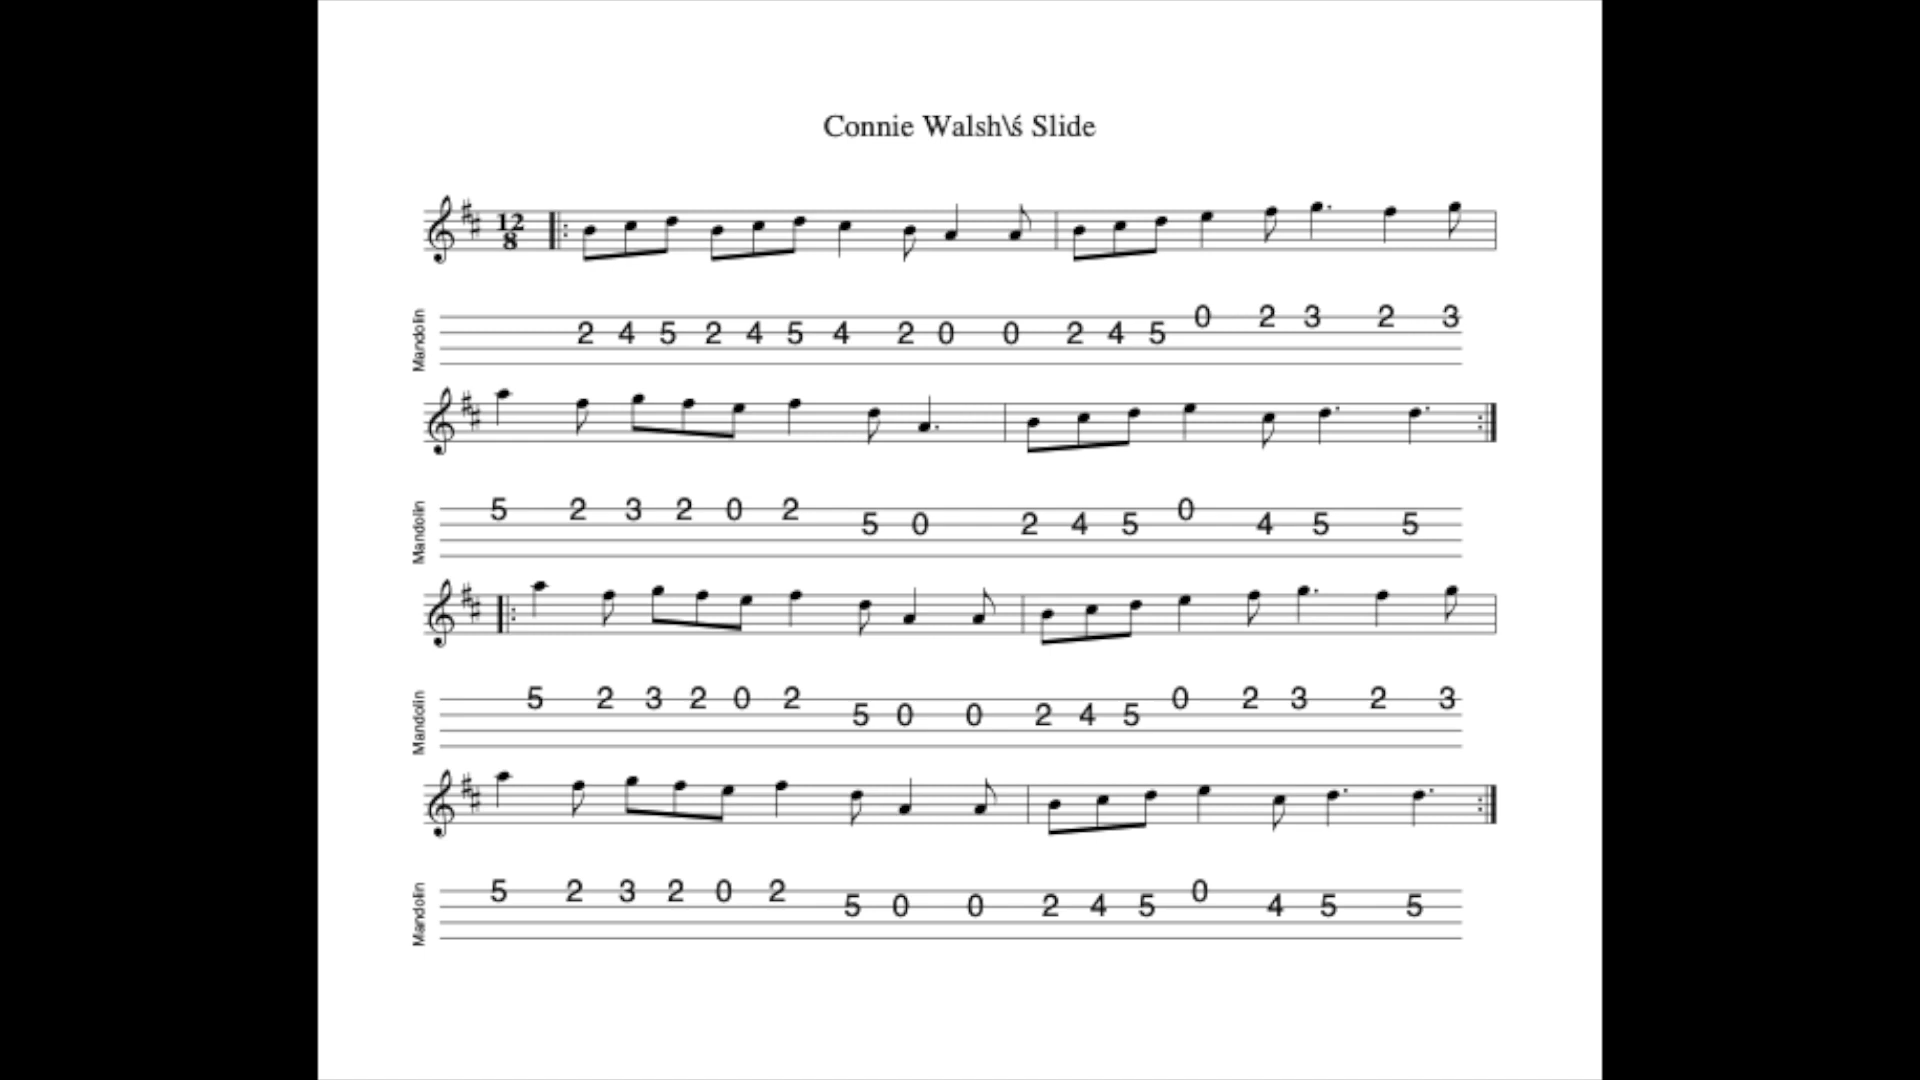 Connie Walsh\ś Slide
12
8
Mandolin
2 4 5 2 4 5 4 2 0 0 2 4 5 0 2 3 2 3
Mandolin
5 2 3 2 0 2 5 0 2 4 5 0 4 5 5
Mandolin
5 2 3 2 0 2 5 0 0 2 4 5 0 2 3 2 3
Mandolin
5 2 3 2 0 2 5 0 0 2 4 5 0 4 5 5